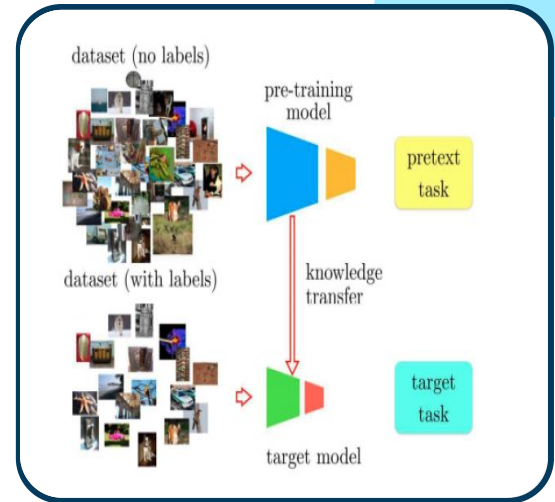 dataset (no labels)
pre-training
model
pretext
task
dataset (with labels)
knowledge
transfer
target
task
target model